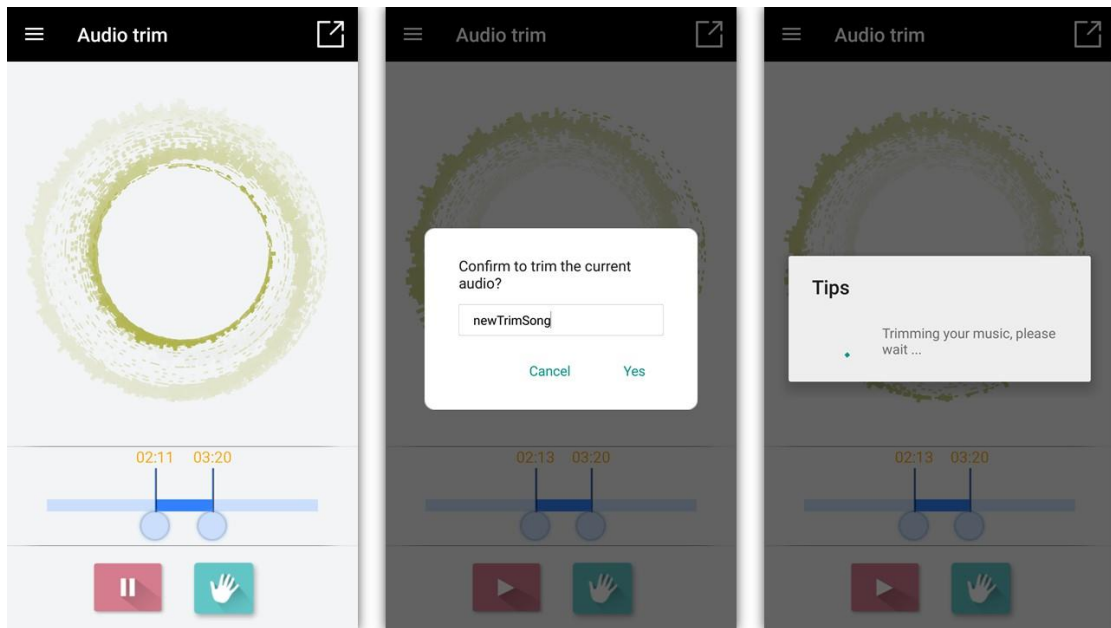 Audio trim
02:11 03:20
Audio trim
Confirm to trim the current
audio?
newTrimSong
Cancel Yes
02:13 03:20
Audio trim
Tips
Trimming your music, please
wait ...
02:13 03:20